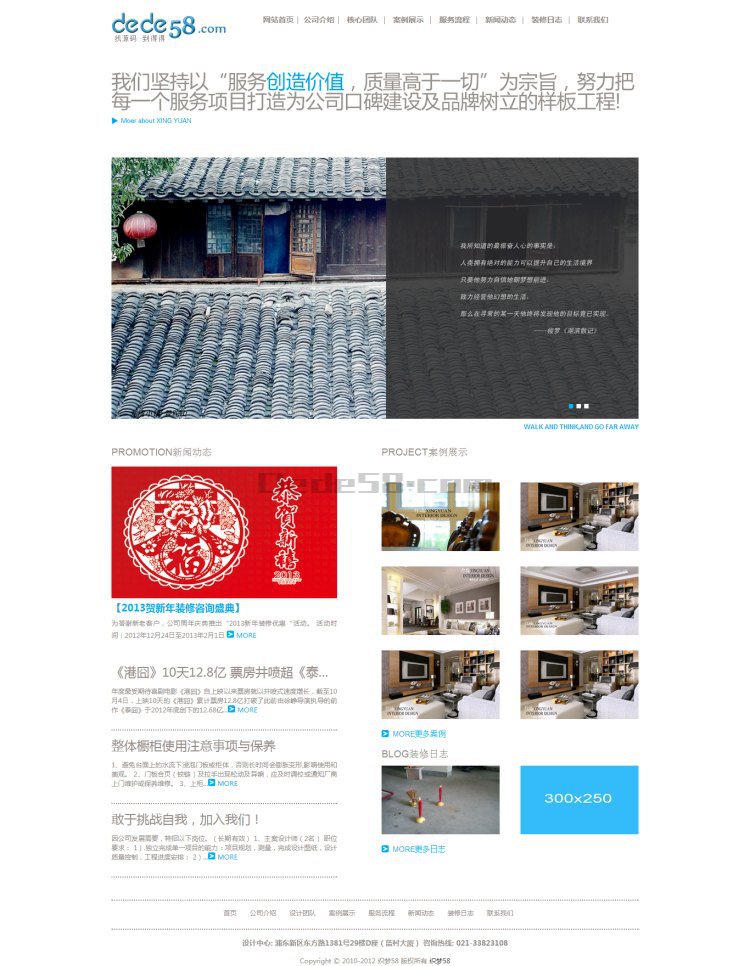 dede58.com
找源码 到得得
网站首页 | 公司介绍 | 核心团队 | 案例展示 | 服务流程 | 新闻动态 | 装修日志 | 联系我们
我们坚持以“服务创造价值，质量高于一切”为宗旨，努力把
每一个服务项目打造为公司口碑建设及品牌树立的样板工程!
Moer about XING YUAN
我所知道的最振奋人心的事实是:
人类拥有绝对的能力可以提升自己的生活境界
只要他努力自信地朝梦想前进，
致力经营他幻想的生活，
那么在寻常的某一天他终将发现他的目标竟已实现.
——梭罗《湖滨散记》
WALK AND THINK,AND GO FAR AWAY
PROMOTION新闻动态
恭贺新禧
2013
福
【2013贺新年装修咨询盛典】
为答谢新老客户，公司周年庆典推出“2013新年装修优惠”活动。 活动时
间：2012年12月24日至2013年2月1日 MORE
《港囧》10天12.8亿 票房井喷超《泰...
年度最受期待喜剧电影《港囧》自上映以来票房就以井喷式速度增长，截至10
月4日，上映10天的《港囧》累计票房12.8亿打破了此前由徐峥导演执导的前
作《泰囧》于2012年底创下的12.68亿... MORE
整体橱柜使用注意事项与保养
1、避免台面上的水流下浸泡门板或柜体，否则长时间会膨胀变形,影响使用和
美观。 2、门板合页（铰链）及拉手出现松动及异响，应及时调校或通知厂商
上门维护或保养维修。 3、上柜... MORE
敢于挑战自我，加入我们！
因公司发展需要，特招以下岗位。（长期有效） 1、主案设计师（2名） 职位
要求： 1）.独立完成单一项目的能力：项目规划，测量，完成设计图纸，设计
质量控制，工程进度安排； 2）... MORE
PROJECT案例展示
Dede58.com
XINGYUAN
INTERIOR DESIGN
XINGYUAN
INTERIOR DESIGN
XINGYUAN
INTERIOR DESIGN
XINGYUAN
INTERIOR DESIGN
XINGYUAN
INTERIOR DESIGN
XINGYUAN
INTERIOR DESIGN
MORE更多案例
BLOG装修日志
300x250
MORE更多日志
首页 公司介绍 设计团队 案例展示 服务流程 新闻动态 装修日志 联系我们
设计中心: 浦东新区东方路1381号29楼D座（蓝村大厦） 咨询热线: 021-33823108
Copyright © 2010-2012 织梦58 版权所有 织梦58